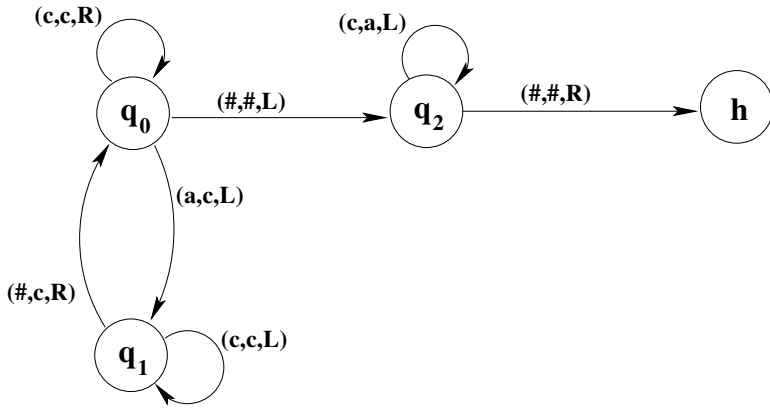 (c,c,R)
(c,a,L)
q0
(#,#,L)
q2
(#,#,R)
h
(a,c,L)
(#,c,R)
q1
(c,c,L)